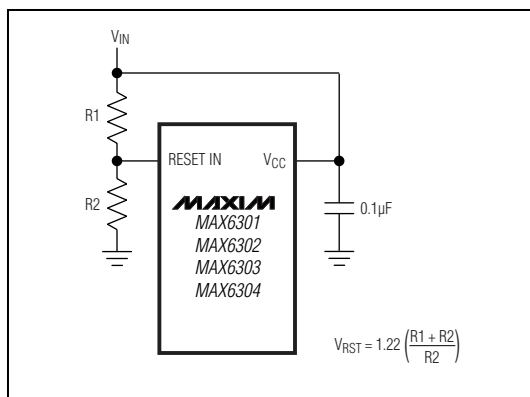 VIN
R1
RESET IN
VCC
R2
MAXIM
MAX6301
MAX6302
MAX6303
MAX6304
0.1µF
VRST = 1.22 (R1 + R2 / R2)